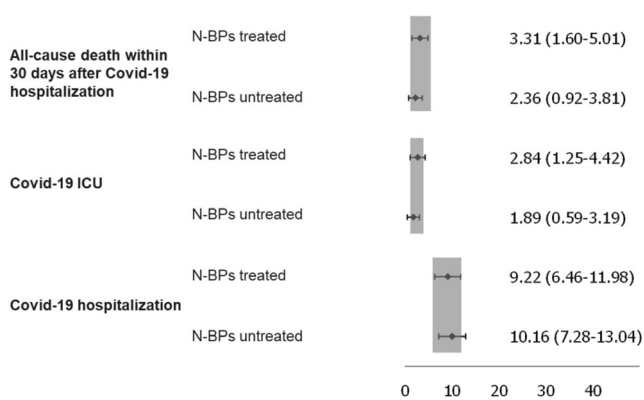 All-cause death within
30 days after Covid-19
hospitalization
N-BPs treated
3.31 (1.60-5.01)
N-BPs untreated
2.36 (0.92-3.81)
Covid-19 ICU
N-BPs treated
2.84 (1.25-4.42)
N-BPs untreated
1.89 (0.59-3.19)
Covid-19 hospitalization
N-BPs treated
9.22 (6.46-11.98)
N-BPs untreated
10.16 (7.28-13.04)
0 10 20 30 40